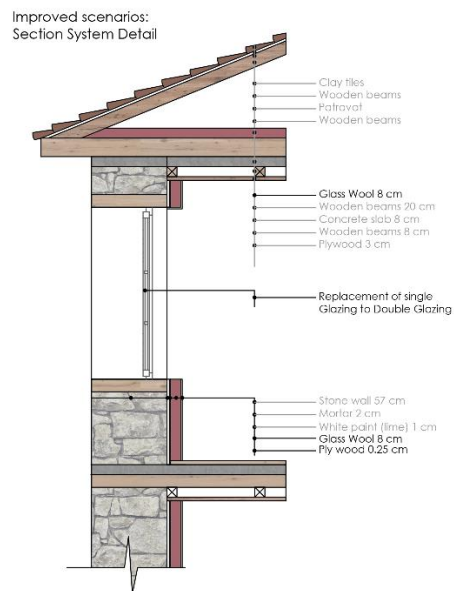 Improved scenarios:
Section System Detail
Clay tiles
Wooden beams
Patravat
Wooden beams
Glass Wool 8 cm
Wooden beams 20 cm
Concrete slab 8 cm
Wooden beams 8 cm
Plywood 3 cm
Replacement of single
Glazing to Double Glazing
Stone wall 57 cm
Mortar 2 cm
White paint (lime) 1 cm
Glass Wool 8 cm
Ply wood 0.25 cm